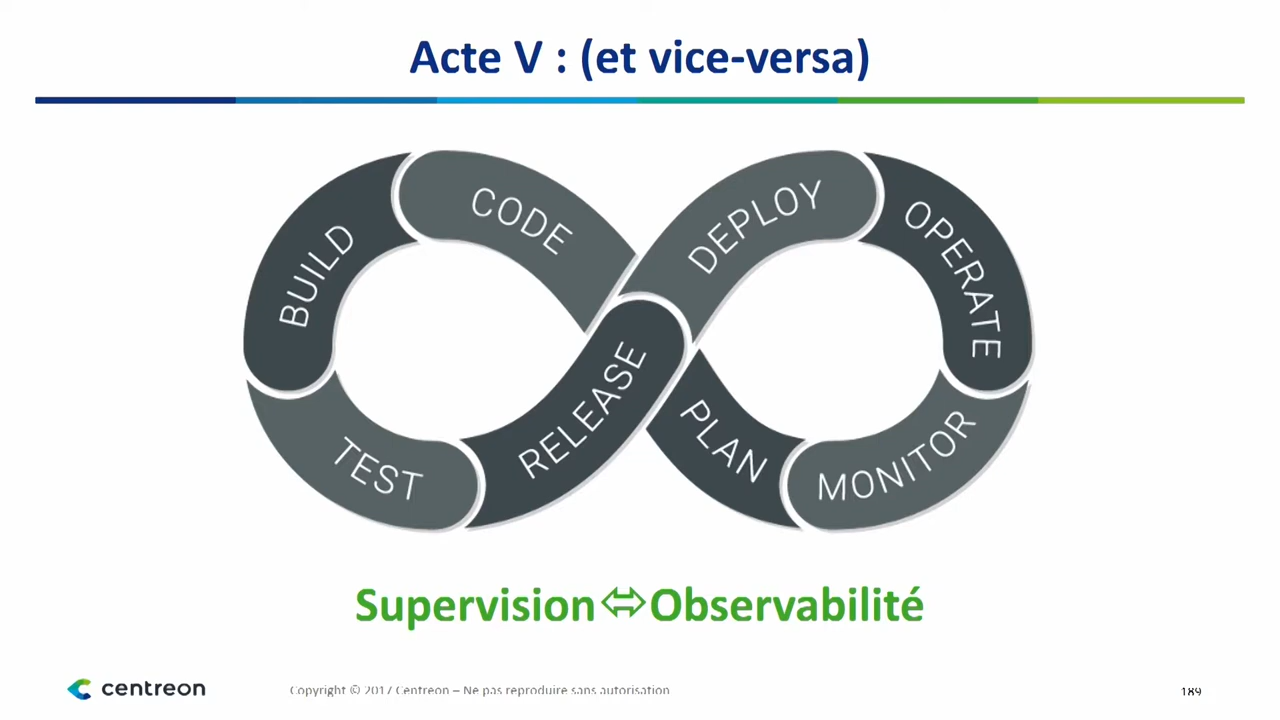 Acte V : (et vice-versa)
CODE
DEPLOY
OPERATE
BUILD
RELEASE
PLAN
MONITOR
TEST
Supervision⇔Observabilité
centreon
Copyright © 2017 Centreon – Ne pas reproduire sans autorisation
189